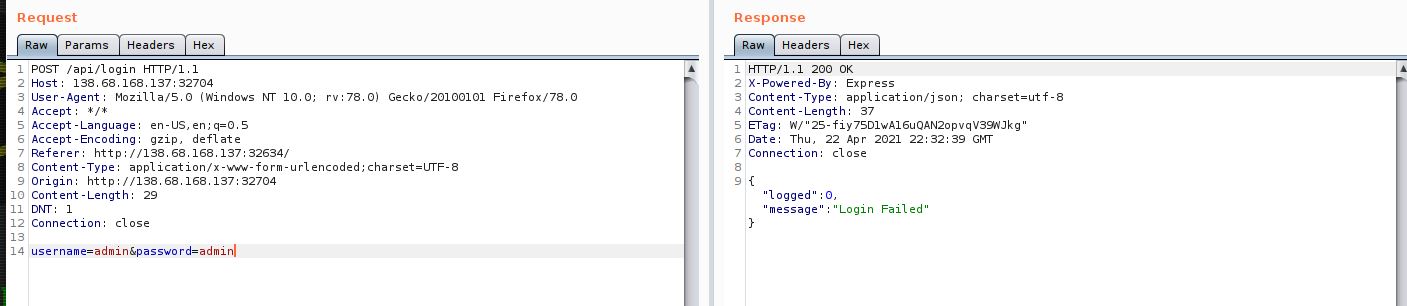 Request
Raw Params Headers Hex
1 POST /api/login HTTP/1.1
2 Host: 138.68.168.137:32704
3 User-Agent: Mozilla/5.0 (Windows NT 10.0; rv:78.0) Gecko/20100101 Firefox/78.0
4 Accept: */*
5 Accept-Language: en-US,en;q=0.5
6 Accept-Encoding: gzip, deflate
7 Referer: http://138.68.168.137:32634/
8 Content-Type: application/x-www-form-urlencoded;charset=UTF-8
9 Origin: http://138.68.168.137:32704
10 Content-Length: 29
11 DNT: 1
12 Connection: close
13
14 username=admin&password=admin
Response
Raw Headers Hex
1 HTTP/1.1 200 OK
2 X-Powered-By: Express
3 Content-Type: application/json; charset=utf-8
4 Content-Length: 37
5 ETag: W/"25-fiy75D1wA16uQAN2opvqV39WJkg"
6 Date: Thu, 22 Apr 2021 22:32:39 GMT
7 Connection: close
8
9 {
"logged":0,
"message":"Login Failed"
}